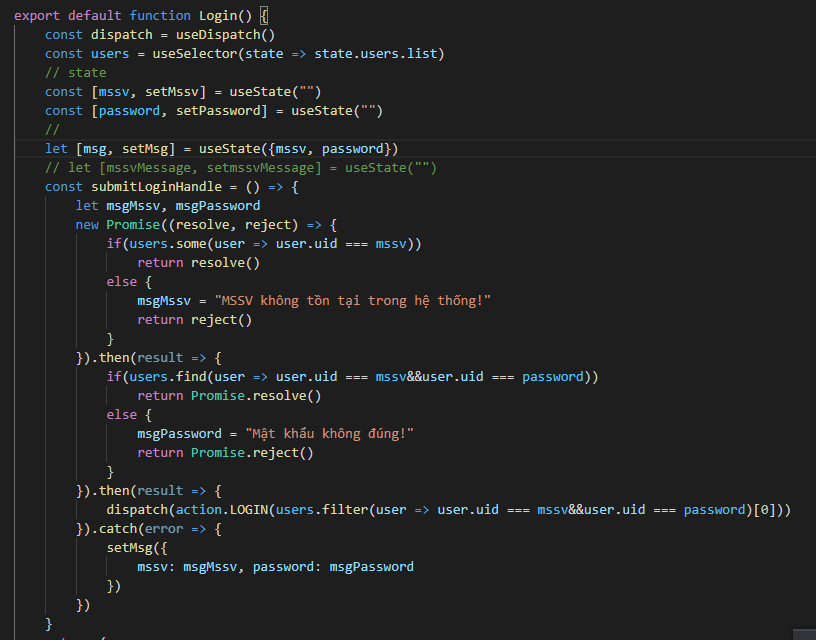 export default function Login() {
const dispatch = useDispatch()
const users = useSelector(state => state.users.list)
// state
const [mssv, setMssv] = useState("")
const [password, setPassword] = useState("")
//
let [msg, setMsg] = useState({mssv, password})
// let [mssvMessage, setmssvMessage] = useState("")
const submitLoginHandle = () => {
let msgMssv, msgPassword
new Promise((resolve, reject) => {
if(users.some(user => user.uid === mssv))
return resolve()
else {
msgMssv = "MSSV không tồn tại trong hệ thống!"
return reject()
}
}).then(result => {
if(users.find(user => user.uid === mssv&&user.uid === password))
return Promise.resolve()
else {
msgPassword = "Mật khẩu không đúng!"
return Promise.reject()
}
}).then(result => {
dispatch(action.LOGIN(users.filter(user => user.uid === mssv&&user.uid === password)[0]))
}).catch(error => {
setMsg({
mssv: msgMssv, password: msgPassword
})
})
}